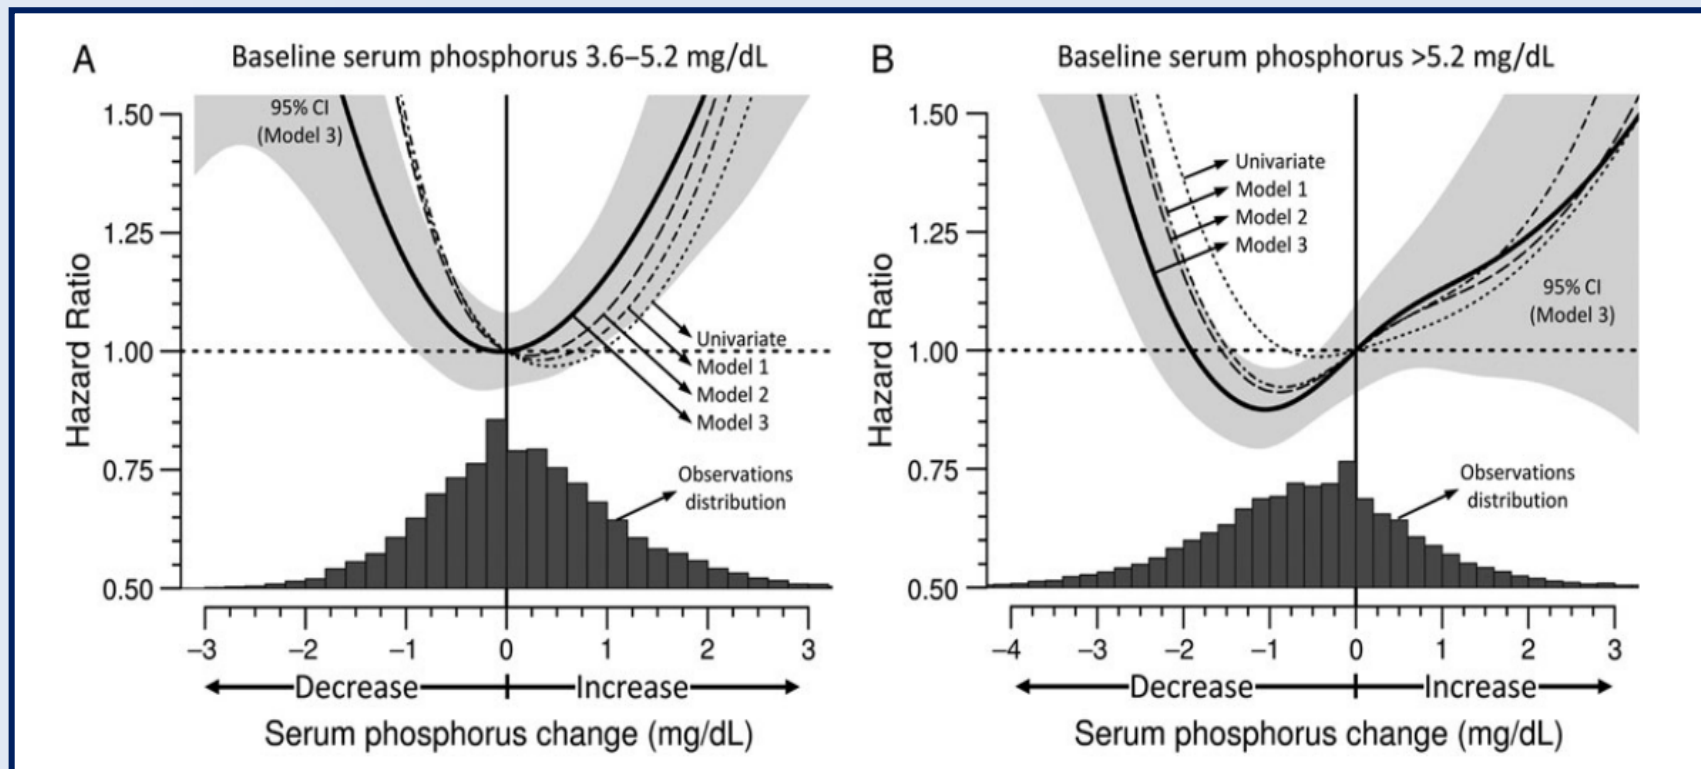 A
Baseline serum phosphorus 3.6–5.2 mg/dL
95% CI
(Model 3)
1.50
1.25
1.00
0.75
0.50
Hazard Ratio
Univariate
Model 1
Model 2
Model 3
Observations
distribution
–3 –2 –1 0 1 2 3
Decrease Increase
Serum phosphorus change (mg/dL)
B
Baseline serum phosphorus >5.2 mg/dL
1.50
1.25
1.00
0.75
0.50
Hazard Ratio
Univariate
Model 1
Model 2
Model 3
95% CI
(Model 3)
Observations
distribution
–4 –3 –2 –1 0 1 2 3
Decrease Increase
Serum phosphorus change (mg/dL)